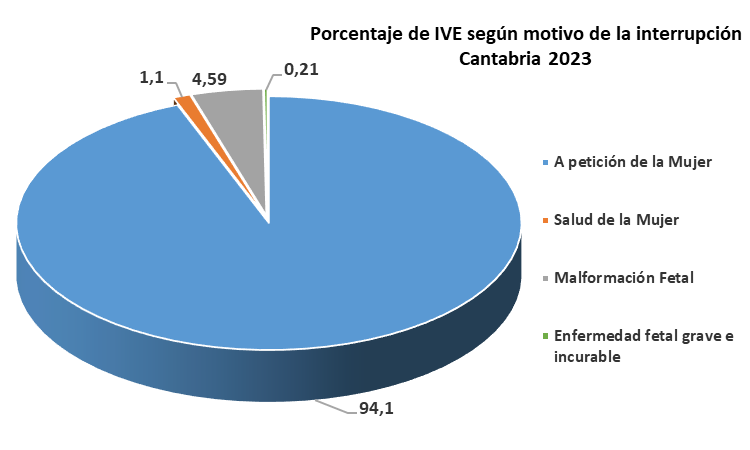 Porcentaje de IVE según motivo de la interrupción
Cantabria 2023
1,1
4,59
0,21
A petición de la Mujer
Salud de la Mujer
Malformación Fetal
Enfermedad fetal grave e
incurable
94,1